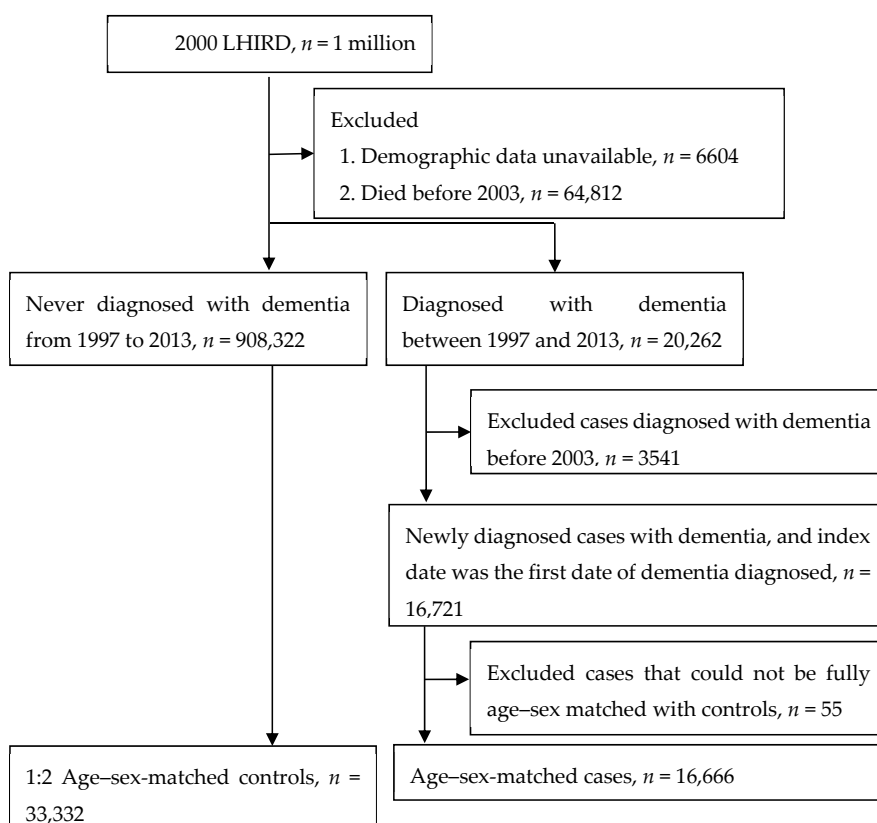 2000 LHIRD, n = 1 million
Excluded
1. Demographic data unavailable, n = 6604
2. Died before 2003, n = 64,812
Never diagnosed with dementia
from 1997 to 2013, n = 908,322
Diagnosed with dementia
between 1997 and 2013, n = 20,262
Excluded cases diagnosed with dementia
before 2003, n = 3541
Newly diagnosed cases with dementia, and index
date was the first date of dementia diagnosed, n =
16,721
Excluded cases that could not be fully
age–sex matched with controls, n = 55
1:2 Age–sex-matched controls, n =
33,332
Age–sex-matched cases, n = 16,666